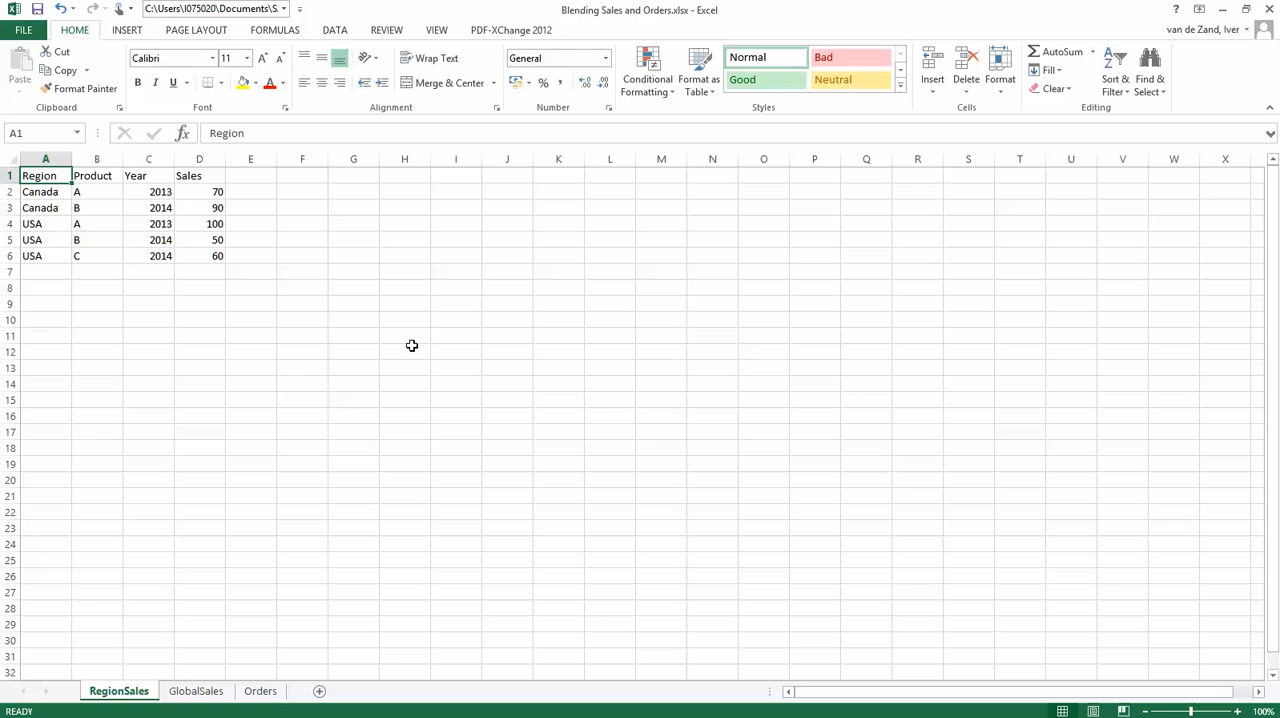 C:\Users\I075020\Documents\S.
Blending Sales and Orders.xlsx - Excel
FILE HOME INSERT PAGE LAYOUT FORMULAS DATA REVIEW VIEW PDF-XChange 2012 van de Zand, Iver
Paste
Cut
Copy
Format Painter
Clipboard
Calibri 11
B I U
Font
Wrap Text
Merge & Center
Alignment
General
%
Number
Conditional Formatting
Format as Table
Normal Bad
Good Neutral
Styles
Insert Delete Format
Cells
AutoSum
Fill
Clear
Sort & Filter
Find & Select
Editing
A1 fx Region
A B C D E F G H I J K L M N O P Q R S T U V W X
1 Region Product Year Sales
2 Canada A 2013 70
3 Canada B 2014 90
4 USA A 2013 100
5 USA B 2014 50
6 USA C 2014 60
7
8
9
10
11
12
13
14
15
16
17
18
19
20
21
22
23
24
25
26
27
28
29
30
31
32
RegionSales GlobalSales Orders
READY 100%